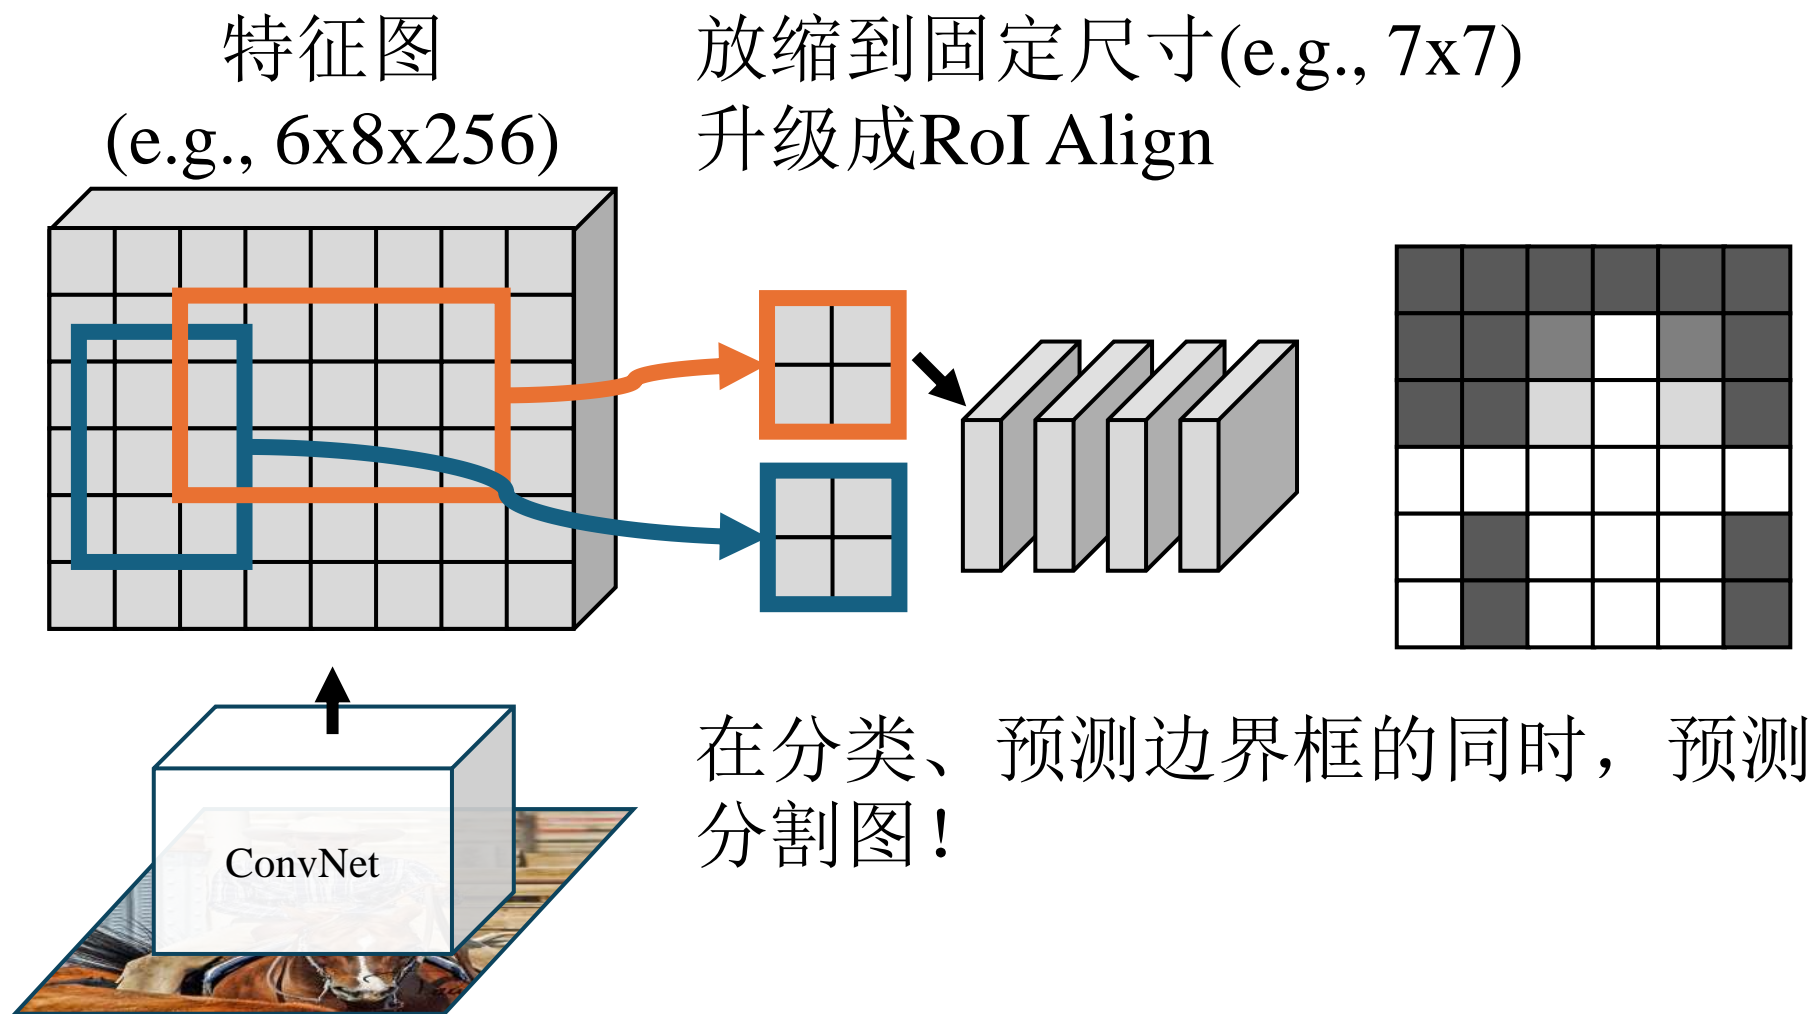 特征图
(e.g., 6x8x256)
放缩到固定尺寸(e.g., 7x7)
升级成RoI Align
在分类、预测边界框的同时，预测
分割图！
ConvNet